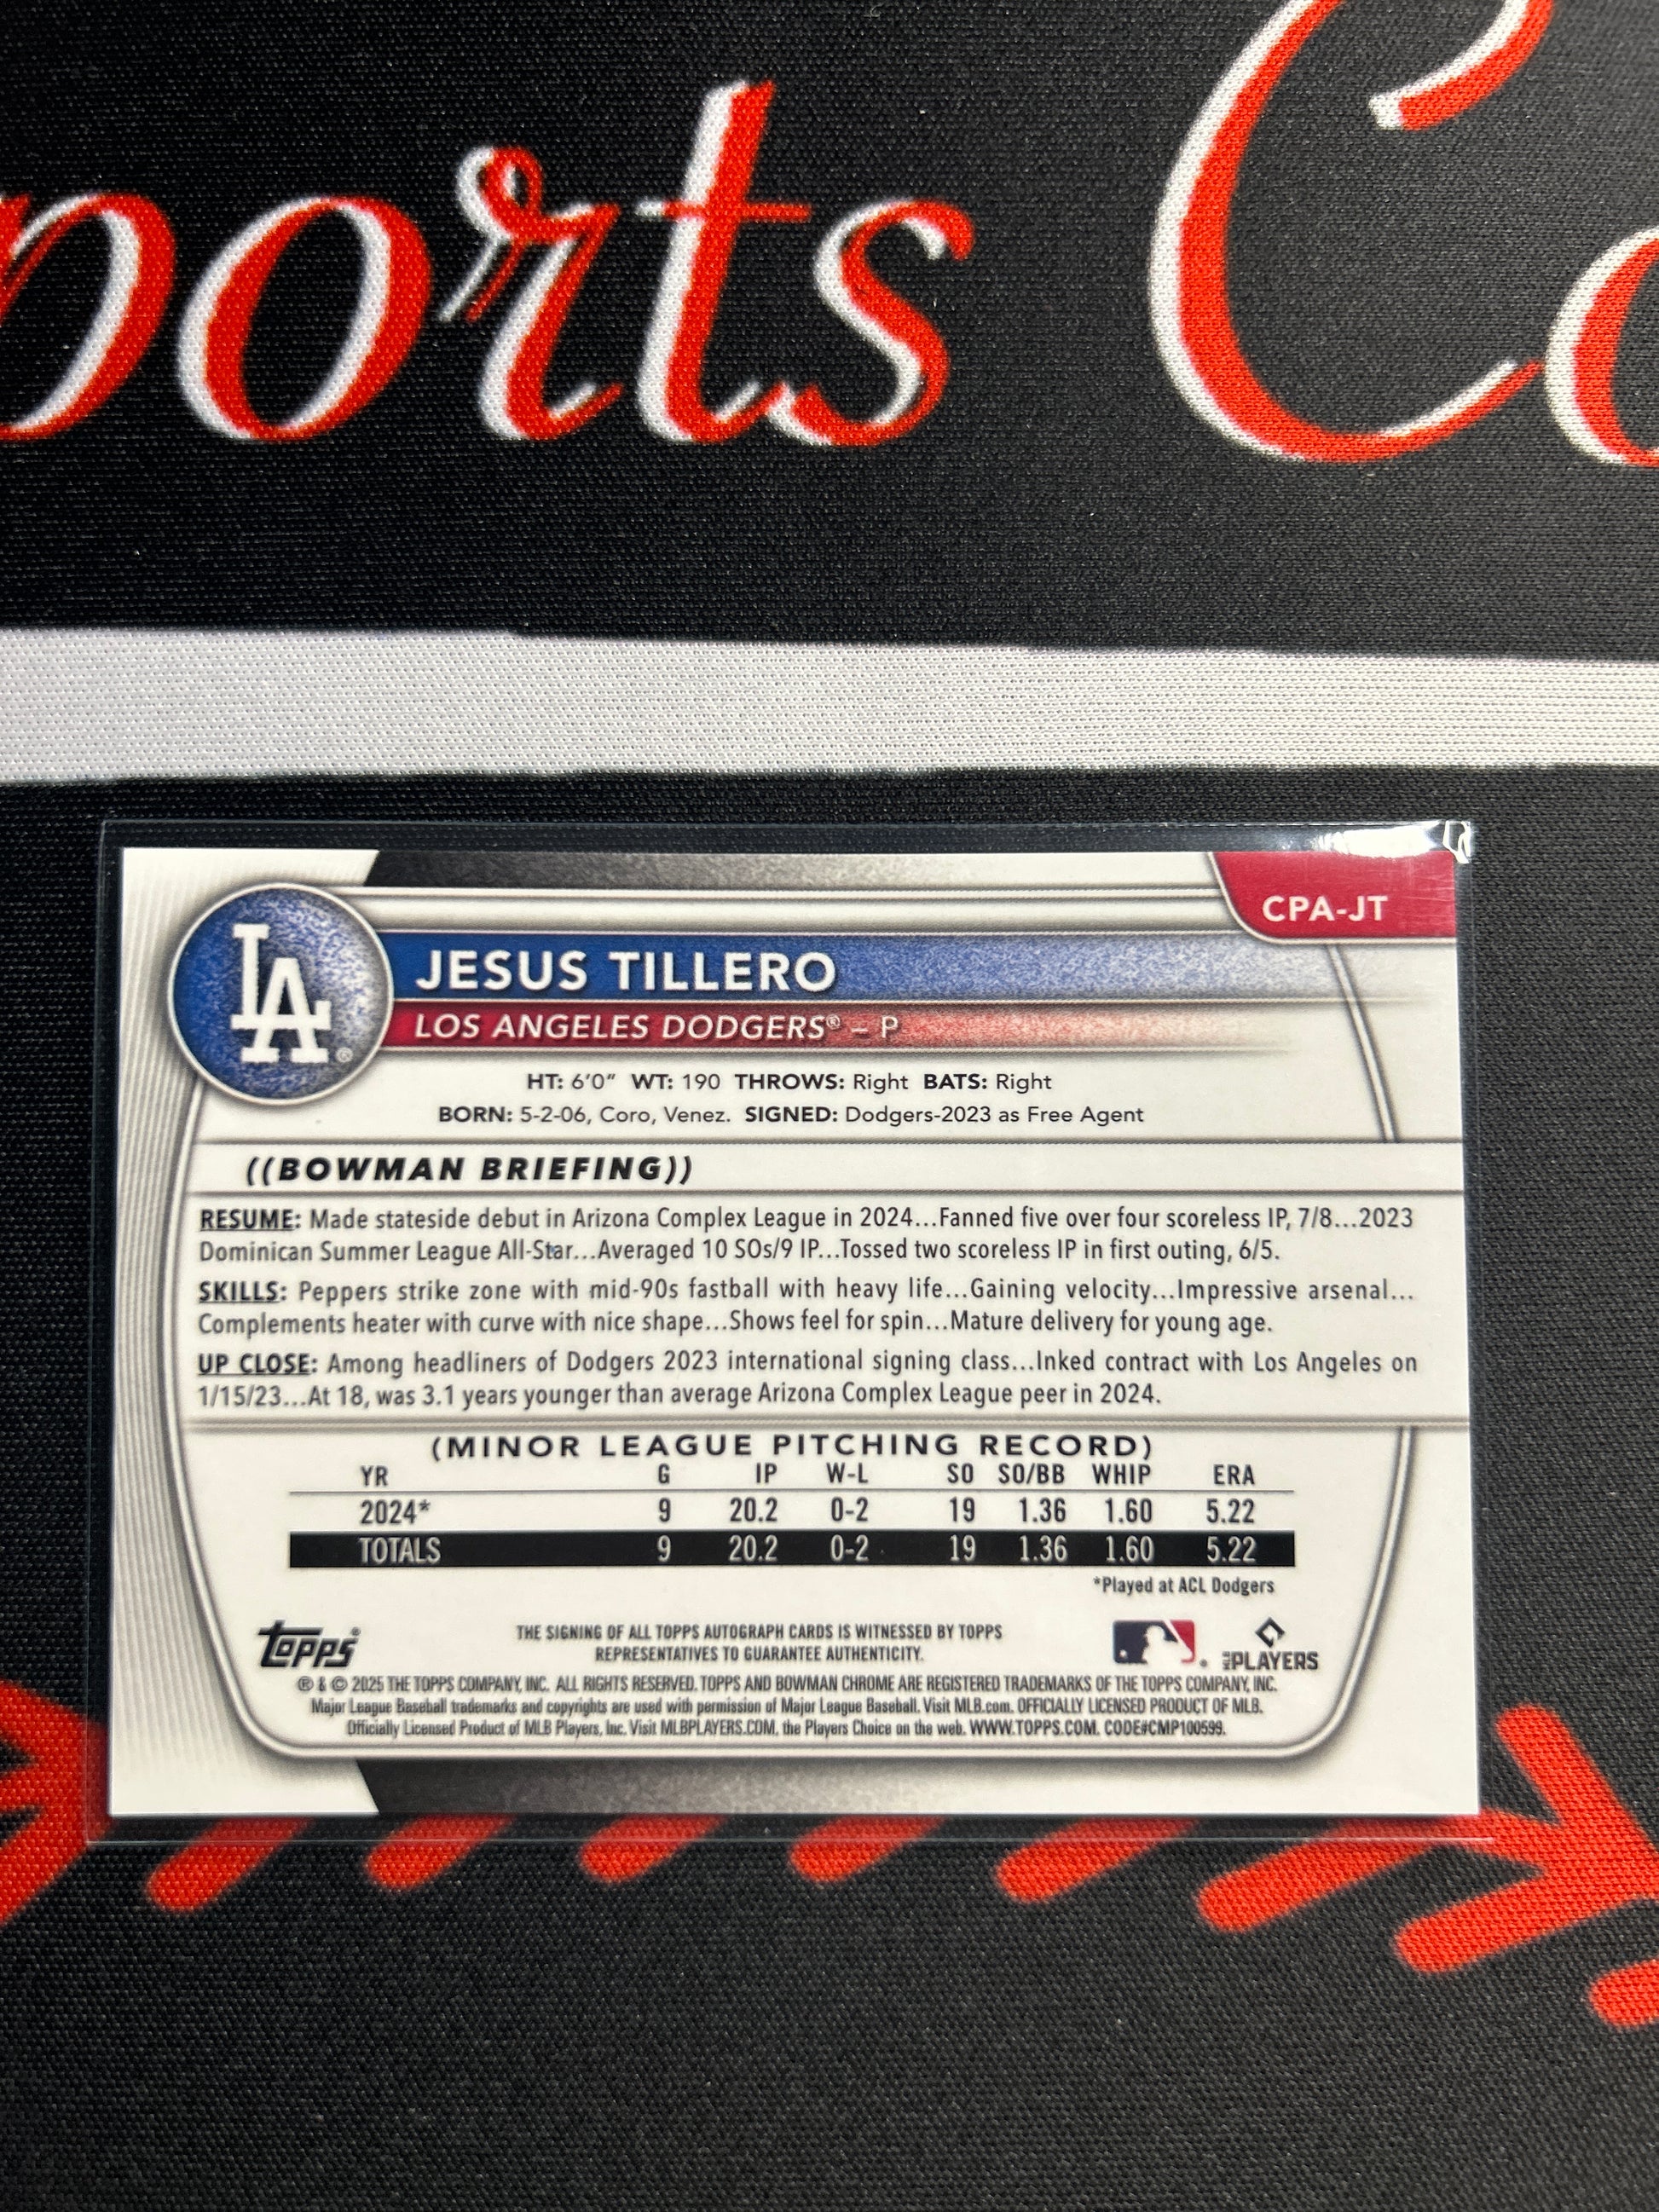 ports Co
CPA-JT
LA®
JESUS TILLERO
LOS ANGELES DODGERS® – P
HT: 6'0" WT: 190 THROWS: Right BATS: Right
BORN: 5-2-06, Coro, Venez. SIGNED: Dodgers-2023 as Free Agent
((BOWMAN BRIEFING))
RESUME: Made stateside debut in Arizona Complex League in 2024...Fanned five over four scoreless IP, 7/8...2023
Dominican Summer League All-Star...Averaged 10 SOs/9 IP...Tossed two scoreless IP in first outing, 6/5.
SKILLS: Peppers strike zone with mid-90s fastball with heavy life...Gaining velocity...Impressive arsenal...
Complements heater with curve with nice shape...Shows feel for spin...Mature delivery for young age.
UP CLOSE: Among headliners of Dodgers 2023 international signing class...Inked contract with Los Angeles on
1/15/23...At 18, was 3.1 years younger than average Arizona Complex League peer in 2024.
(MINOR LEAGUE PITCHING RECORD)
YR G IP W-L SO SO/BB WHIP ERA
2024* 9 20.2 0-2 19 1.36 1.60 5.22
TOTALS 9 20.2 0-2 19 1.36 1.60 5.22
*Played at ACL Dodgers
topps®
THE SIGNING OF ALL TOPPS AUTOGRAPH CARDS IS WITNESSED BY TOPPS
REPRESENTATIVES TO GUARANTEE AUTHENTICITY.
MLB PLAYERS
® & © 2025 THE TOPPS COMPANY, INC. ALL RIGHTS RESERVED. TOPPS AND BOWMAN CHROME ARE REGISTERED TRADEMARKS OF THE TOPPS COMPANY, INC.
Major League Baseball trademarks and copyrights are used with permission of Major League Baseball. Visit MLB.com. OFFICIALLY LICENSED PRODUCT OF MLB.
Officially Licensed Product of MLB Players, Inc. Visit MLBPLAYERS.COM, the Players Choice on the web. WWW.TOPPS.COM. CODE#CMP100599.